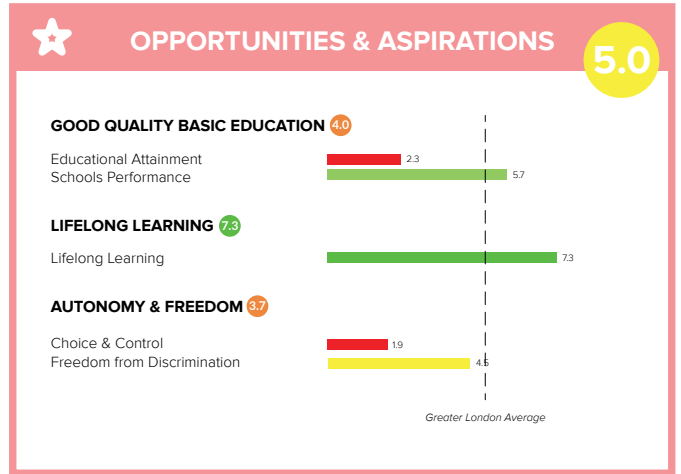 OPPORTUNITIES & ASPIRATIONS
5.0
GOOD QUALITY BASIC EDUCATION 4.0
Educational Attainment 2.3
Schools Performance 5.7
LIFELONG LEARNING 7.3
Lifelong Learning 7.3
AUTONOMY & FREEDOM 3.7
Choice & Control 1.9
Freedom from Discrimination 4.5
Greater London Average